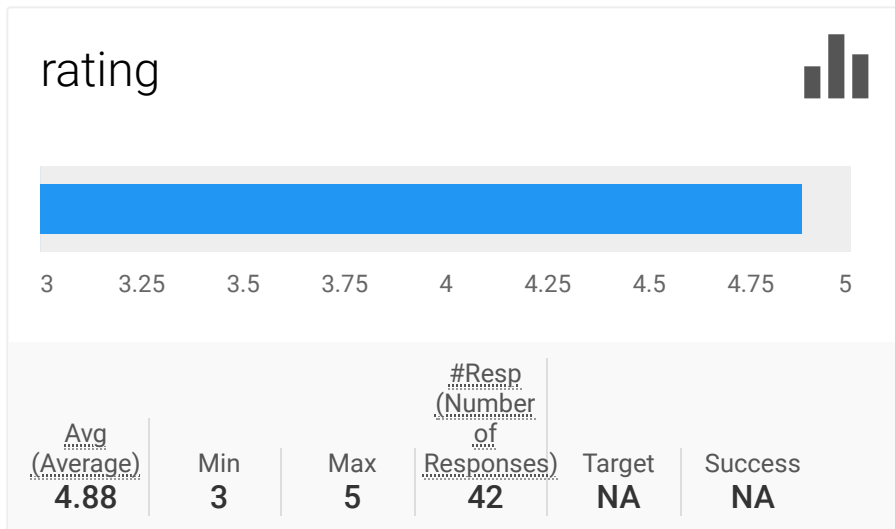 rating
3 3.25 3.5 3.75 4 4.25 4.5 4.75 5
Avg
(Average)
4.88
Min
3
Max
5
#Resp
(Number
of
Responses)
42
Target
NA
Success
NA